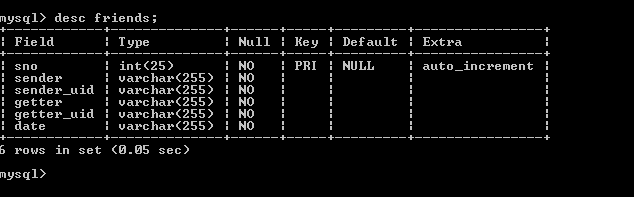 mysql> desc friends;
+------------+--------------+------+-----+---------+----------------+
| Field | Type | Null | Key | Default | Extra |
+------------+--------------+------+-----+---------+----------------+
| sno | int(25) | NO | PRI | NULL | auto_increment |
| sender | varchar(255) | NO | | | |
| sender_uid | varchar(255) | NO | | | |
| getter | varchar(255) | NO | | | |
| getter_uid | varchar(255) | NO | | | |
| date | varchar(255) | NO | | | |
+------------+--------------+------+-----+---------+----------------+
6 rows in set (0.05 sec)
mysql>